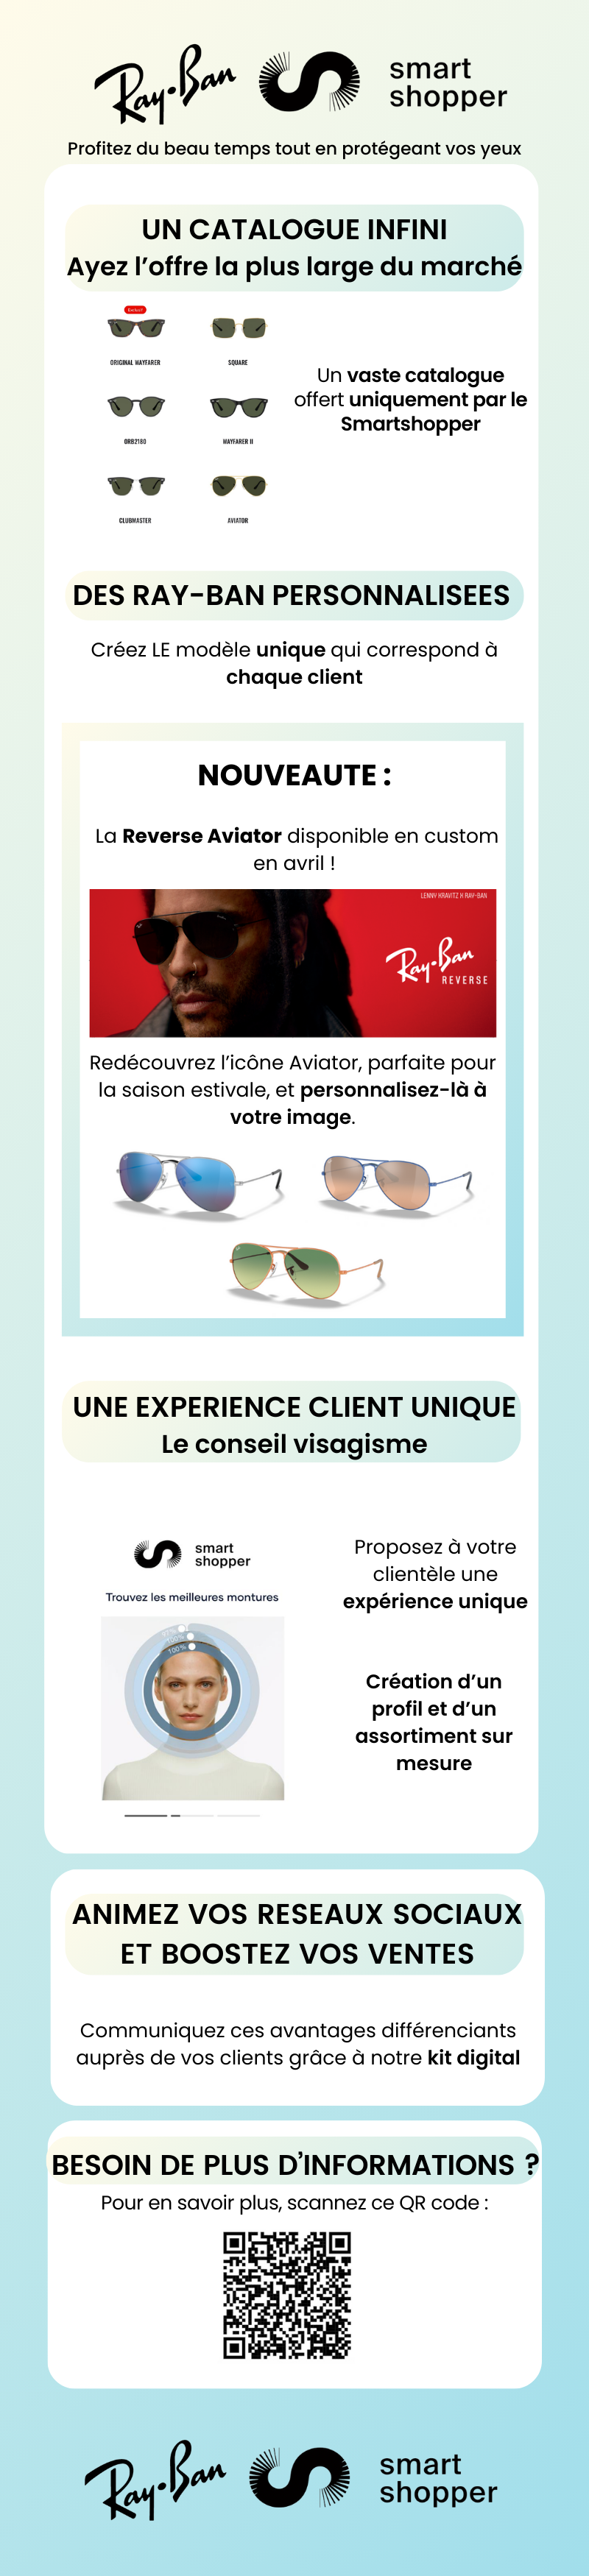 Ray-Ban
smart
shopper
Profitez du beau temps tout en protégeant vos yeux
UN CATALOGUE INFINI
Ayez l’offre la plus large du marché
Exclusif
ORIGINAL WAYFARER
SQUARE
ORB2180
WAYFARER II
CLUBMASTER
AVIATOR
Un vaste catalogue
offert uniquement par le
Smartshopper
DES RAY-BAN PERSONNALISEES
Créez LE modèle unique qui correspond à
chaque client
NOUVEAUTE :
La Reverse Aviator disponible en custom
en avril !
LENNY KRAVITZ X RAY-BAN
Ray-Ban
REVERSE
Redécouvrez l’icône Aviator, parfaite pour
la saison estivale, et personnalisez-là à
votre image.
UNE EXPERIENCE CLIENT UNIQUE
Le conseil visagisme
smart
shopper
Trouvez les meilleures montures
100%
Proposez à votre
clientèle une
expérience unique
Création d’un
profil et d’un
assortiment sur
mesure
ANIMEZ VOS RESEAUX SOCIAUX
ET BOOSTEZ VOS VENTES
Communiquez ces avantages différenciants
auprès de vos clients grâce à notre kit digital
BESOIN DE PLUS D’INFORMATIONS ?
Pour en savoir plus, scannez ce QR code :
Ray-Ban
smart
shopper